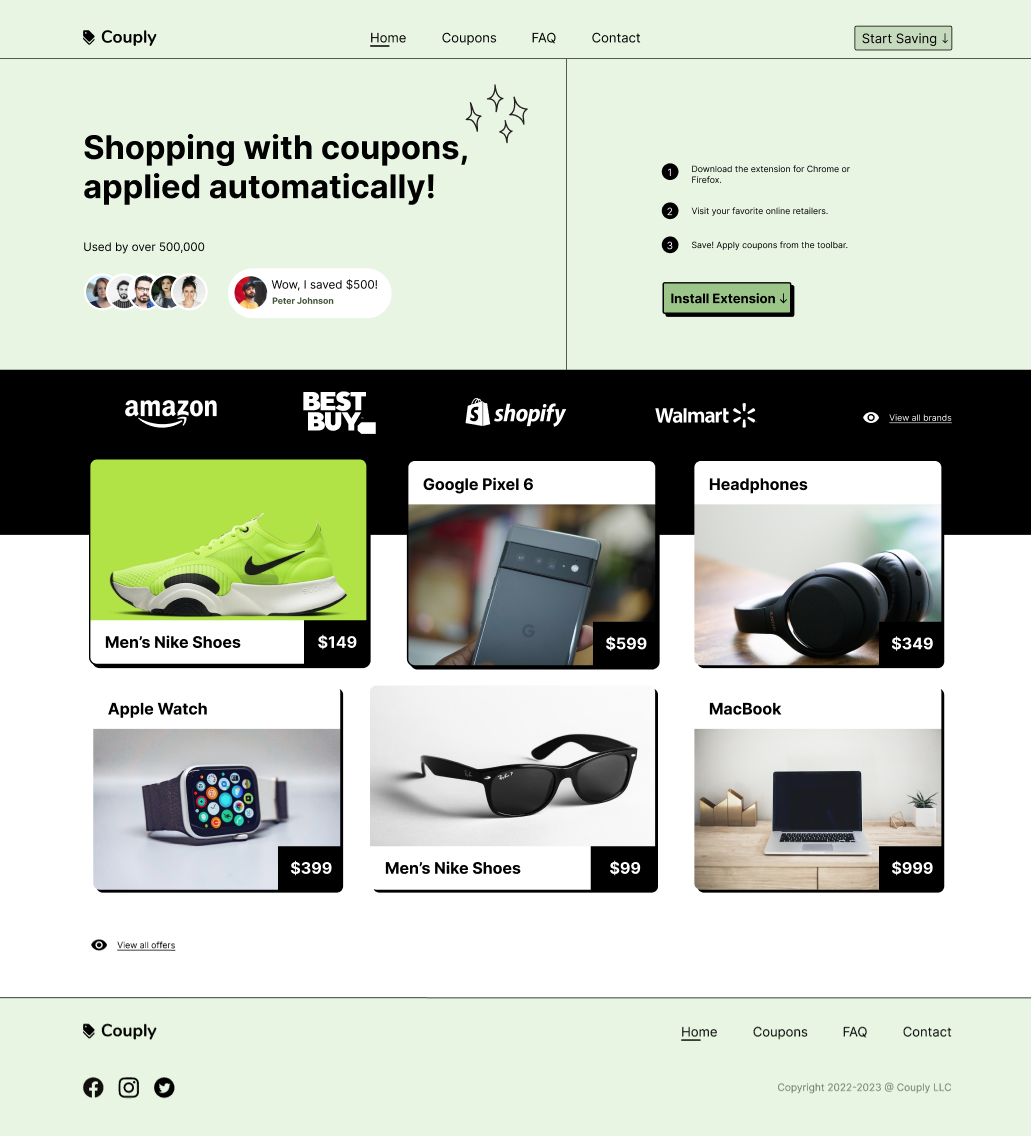 Couply
Home
Coupons
FAQ
Contact
Start Saving ↓
Shopping with coupons,
applied automatically!
Used by over 500,000
Wow, I saved $500!
Peter Johnson
1
Download the extension for Chrome or
Firefox.
2
Visit your favorite online retailers.
3
Save! Apply coupons from the toolbar.
Install Extension ↓
amazon
BEST
BUY
shopify
Walmart
View all brands
Men’s Nike Shoes
$149
Google Pixel 6
$599
Headphones
$349
Apple Watch
$399
Ray-Ban
Men’s Nike Shoes
$99
MacBook
$999
View all offers
Couply
Home
Coupons
FAQ
Contact
Copyright 2022-2023 @ Couply LLC